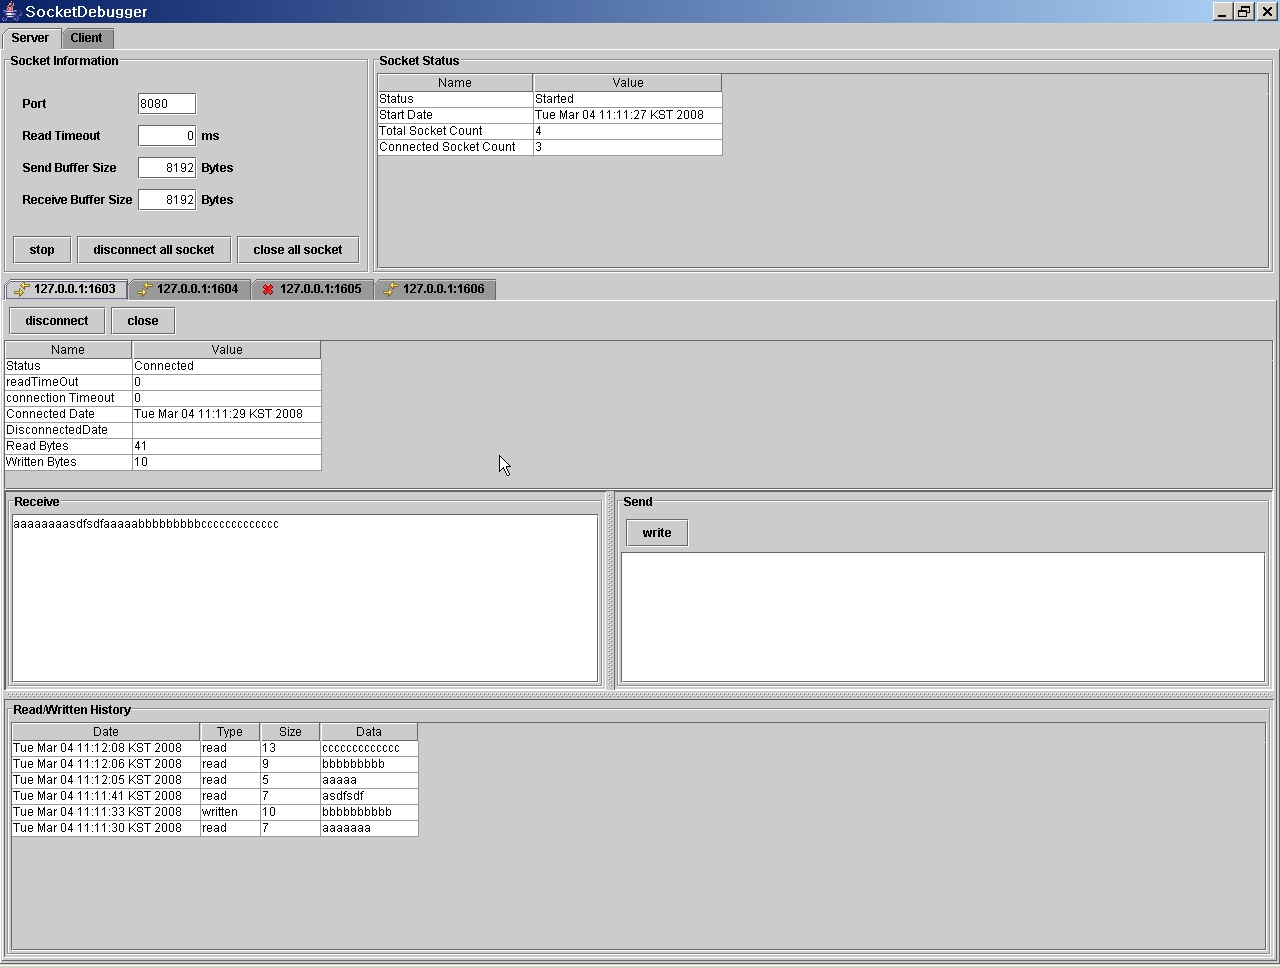 SocketDebugger
Server Client
Socket Information
Port 8080
Read Timeout 0 ms
Send Buffer Size 8192 Bytes
Receive Buffer Size 8192 Bytes
stop disconnect all socket close all socket
Socket Status
Name Value
Status Started
Start Date Tue Mar 04 11:11:27 KST 2008
Total Socket Count 4
Connected Socket Count 3
127.0.0.1:1603 127.0.0.1:1604 127.0.0.1:1605 127.0.0.1:1606
disconnect close
Name Value
Status Connected
readTimeOut 0
connection Timeout 0
Connected Date Tue Mar 04 11:11:29 KST 2008
DisconnectedDate
Read Bytes 41
Written Bytes 10
Receive
aaaaaaaasdfsdfaaaaabbbbbbbbbccccccccccccc
Send
write
Read/Written History
Date Type Size Data
Tue Mar 04 11:12:08 KST 2008 read 13 ccccccccccccc
Tue Mar 04 11:12:06 KST 2008 read 9 bbbbbbbbb
Tue Mar 04 11:12:05 KST 2008 read 5 aaaaa
Tue Mar 04 11:11:41 KST 2008 read 7 asdfsdf
Tue Mar 04 11:11:33 KST 2008 written 10 bbbbbbbbbb
Tue Mar 04 11:11:30 KST 2008 read 7 aaaaaaa